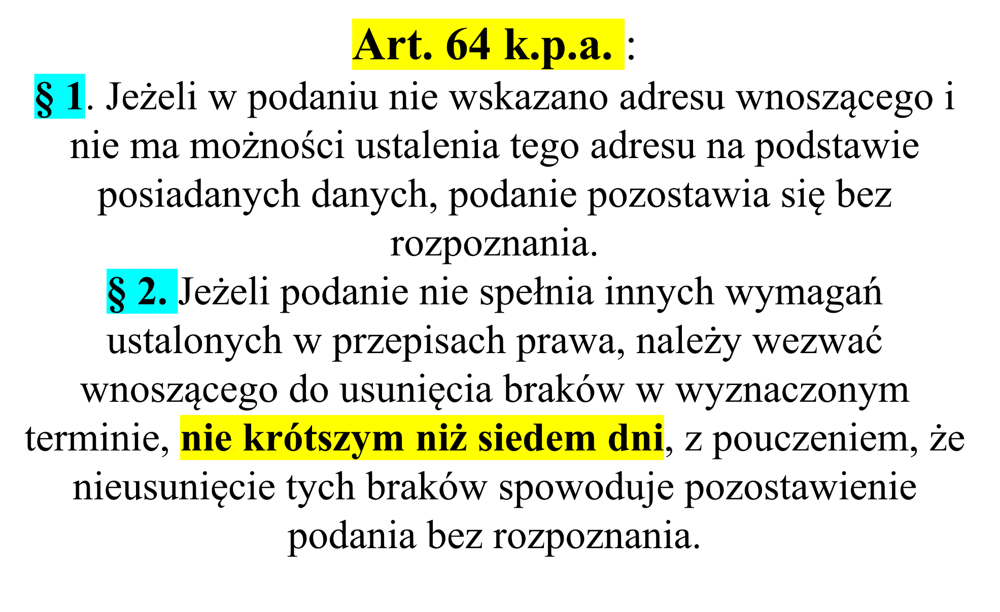 Art. 64 k.p.a. :
§ 1. Jeżeli w podaniu nie wskazano adresu wnoszącego i
nie ma możności ustalenia tego adresu na podstawie
posiadanych danych, podanie pozostawia się bez
rozpoznania.
§ 2. Jeżeli podanie nie spełnia innych wymagań
ustalonych w przepisach prawa, należy wezwać
wnoszącego do usunięcia braków w wyznaczonym
terminie, nie krótszym niż siedem dni, z pouczeniem, że
nieusunięcie tych braków spowoduje pozostawienie
podania bez rozpoznania.